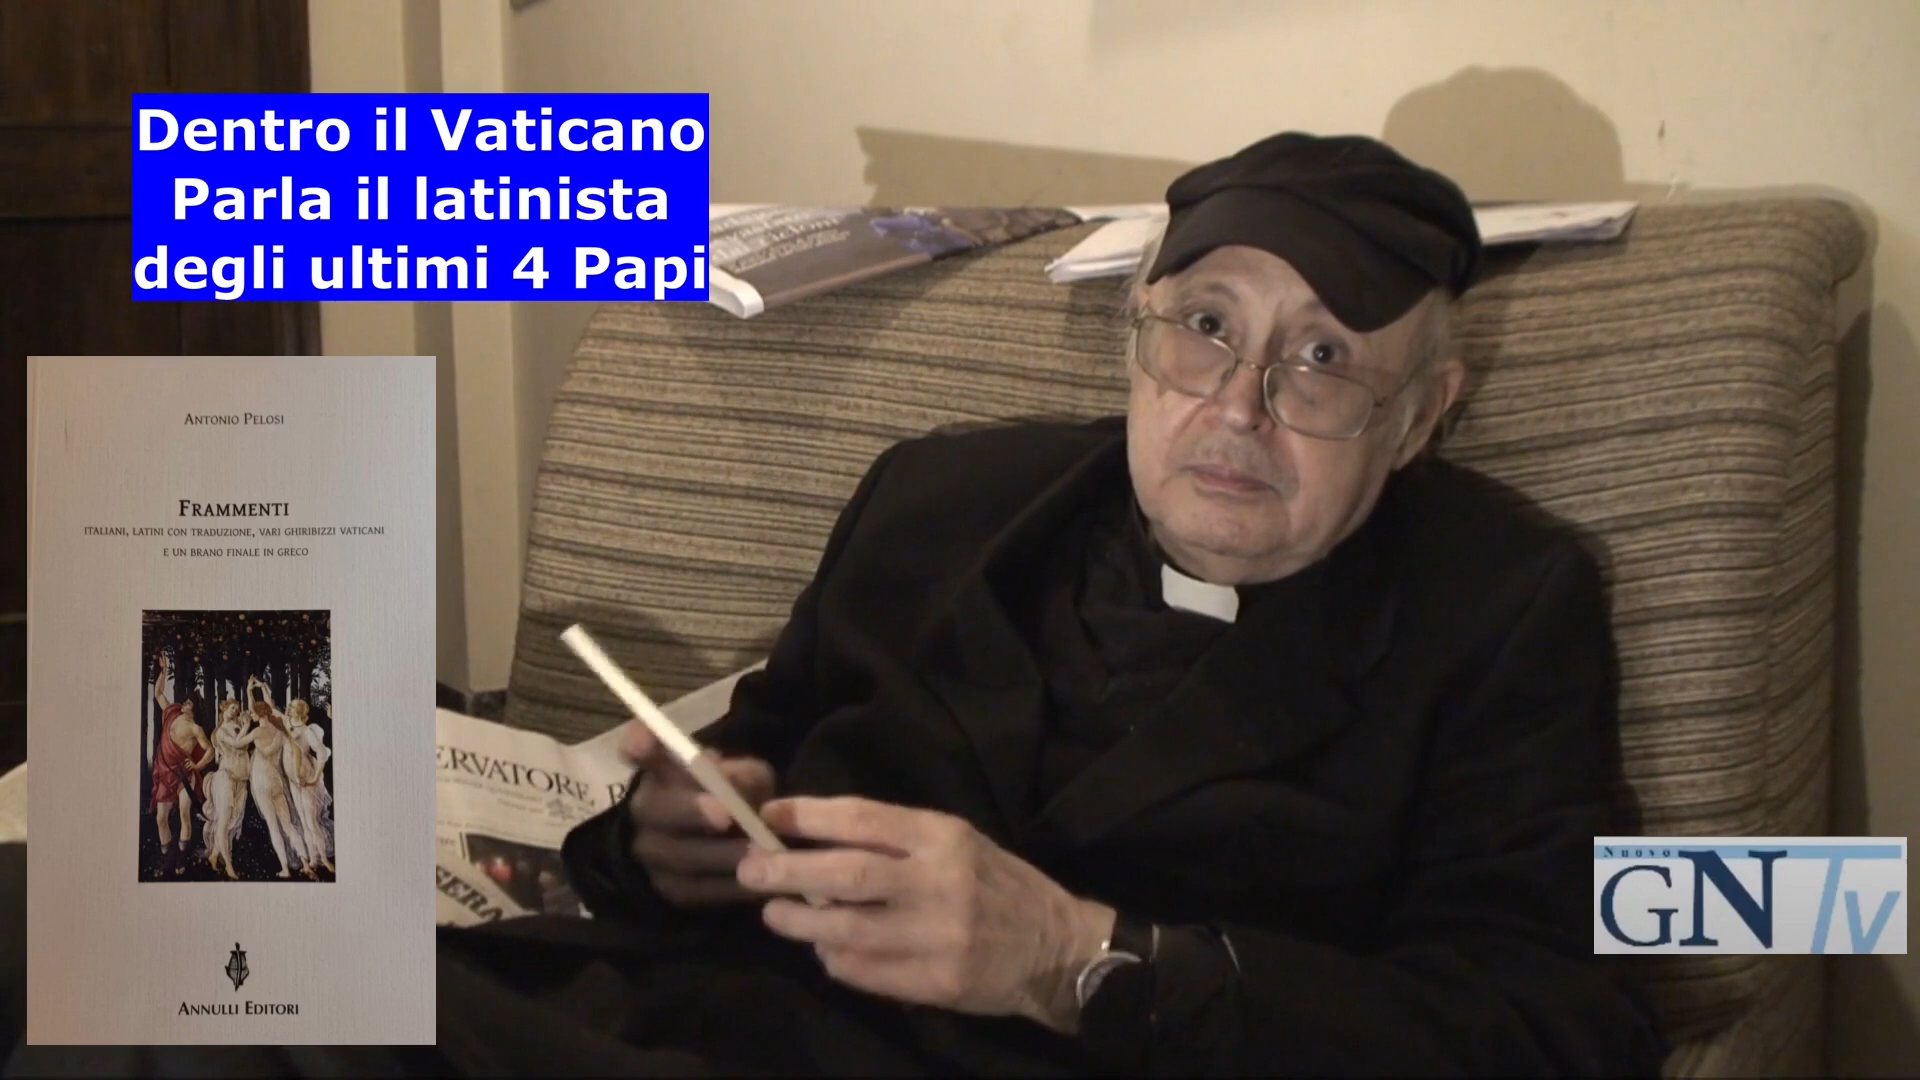 Dentro il Vaticano
Parla il latinista
degli ultimi 4 Papi
ANTONIO PELOSI
FRAMMENTI
ITALIANI, LATINI CON TRADUZIONE, VARI GHIRIBIZZI VATICANI
E UN BRANO FINALE IN GRECO
ANNULLI EDITORI
ERVATORE R
SERA
Nuovo
GN TV